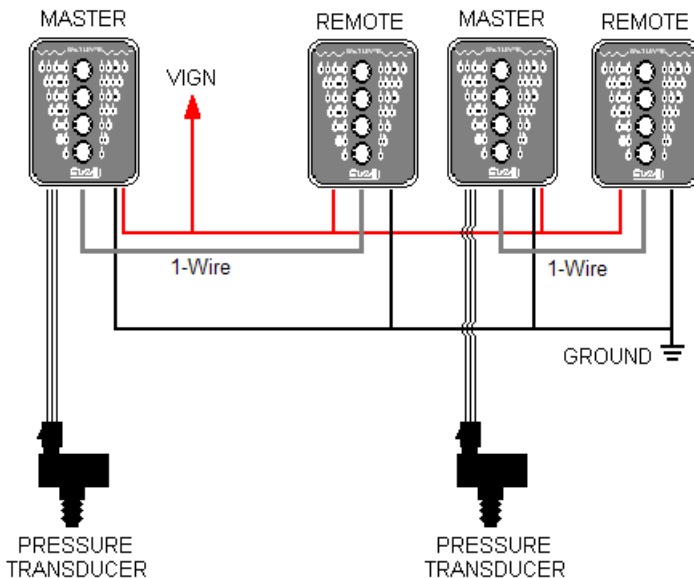 MASTER
REMOTE
MASTER
REMOTE
VIGN
1-Wire
1-Wire
GROUND
PRESSURE
TRANSDUCER
PRESSURE
TRANSDUCER